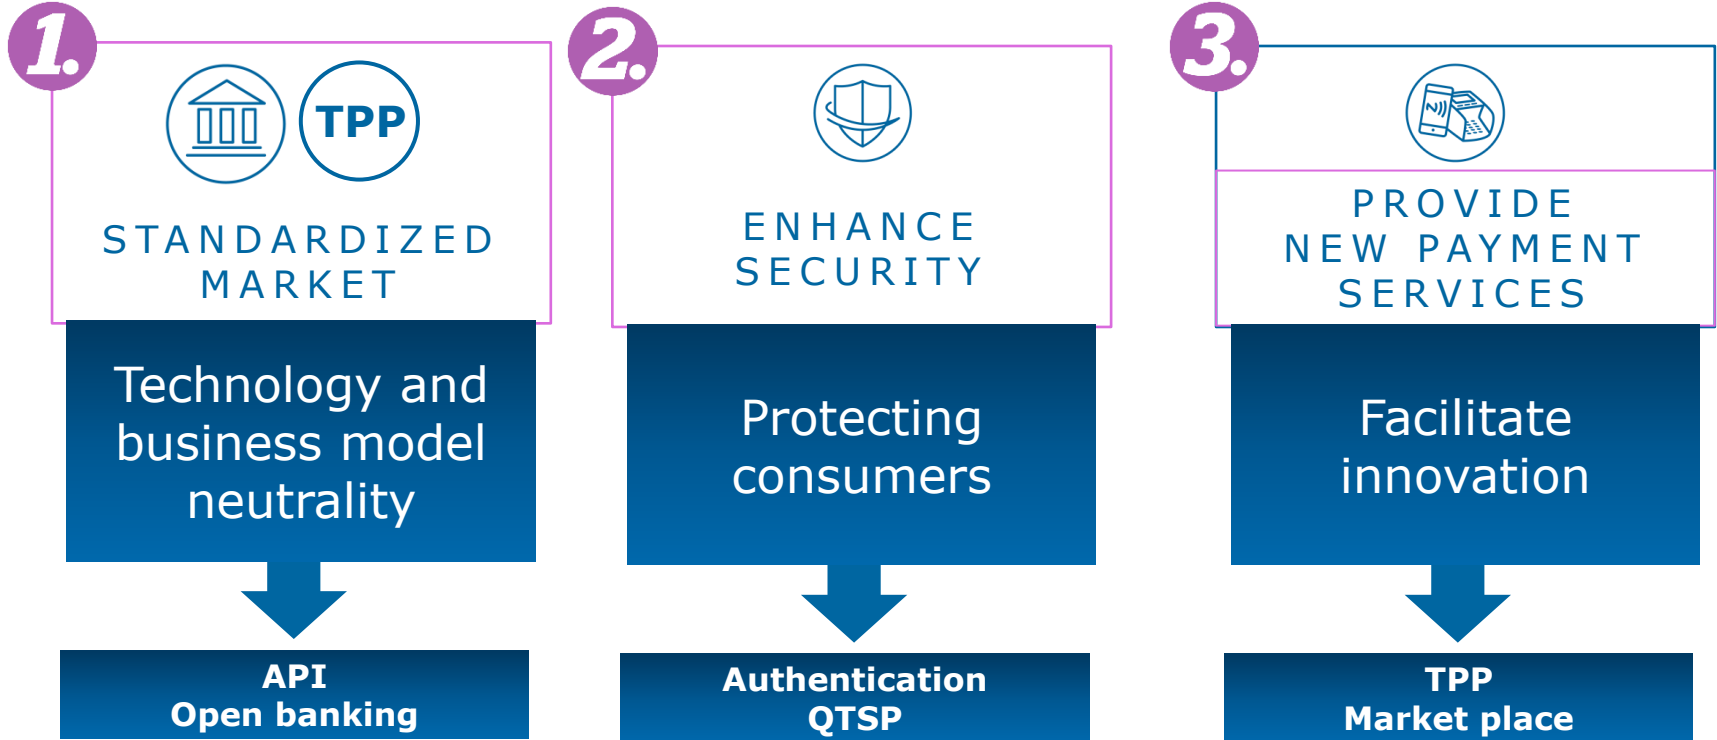 1.
TPP
STANDARDIZED
MARKET
Technology and
business model
neutrality
API
Open banking
2.
ENHANCE
SECURITY
Protecting
consumers
Authentication
QTSP
3.
PROVIDE
NEW PAYMENT
SERVICES
Facilitate
innovation
TPP
Market place